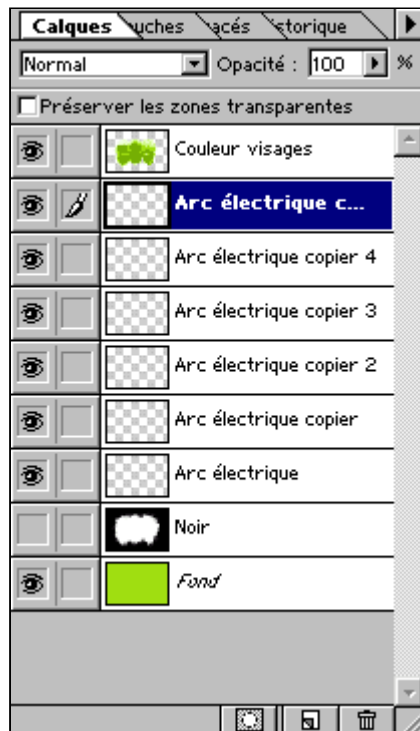 Calques uches acés istorique
Normal Opacité : 100 %
Préserver les zones transparentes
Couleur visages
Arc électrique c...
Arc électrique copier 4
Arc électrique copier 3
Arc électrique copier 2
Arc électrique copier
Arc électrique
Noir
Fond